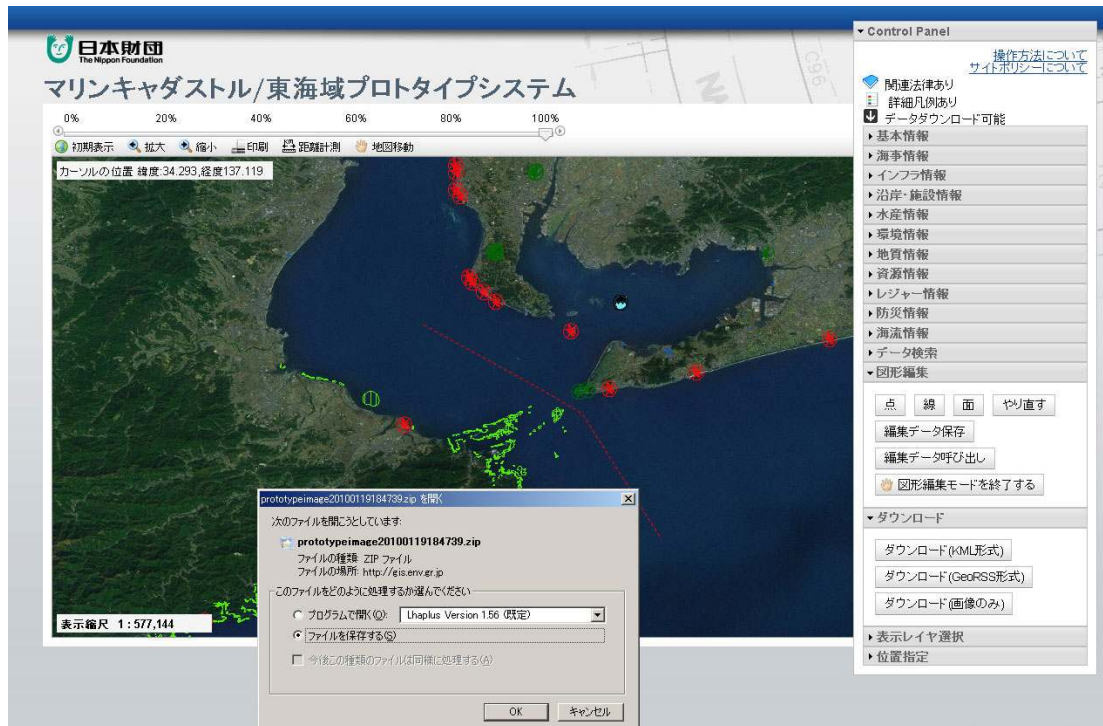 日本財団
The Nippon Foundation
マリンキャダストル/東海域プロトタイプシステム
0% 20% 40% 60% 80% 100%
初期表示 拡大 縮小 印刷 距離計測 地図移動
カーソルの位置 緯度:34.293,経度137.119
表示縮尺 1:577,144
prototypeimage20100119184739.zip を開く
次のファイルを開こうとしています:
prototypeimage20100119184739.zip
ファイルの種類: ZIP ファイル
ファイルの場所: http://gis.env.gr.jp
このファイルをどのように処理するか選んでください
プログラムで開く(O): Lhaplus Version 1.56 (既定)
ファイルを保存する(S)
今後この種類のファイルは同様に処理する(A)
OK キャンセル
Control Panel
操作方法について
サイトポリシーについて
関連法律あり
詳細凡例あり
データダウンロード可能
基本情報
海事情報
インフラ情報
沿岸・施設情報
水産情報
環境情報
地質情報
資源情報
レジャー情報
防災情報
海流情報
データ検索
図形編集
点 線 面 やり直す
編集データ保存
編集データ呼び出し
図形編集モードを終了する
ダウンロード
ダウンロード(KML形式)
ダウンロード(GeoRSS形式)
ダウンロード(画像のみ)
表示レイヤ選択
位置指定